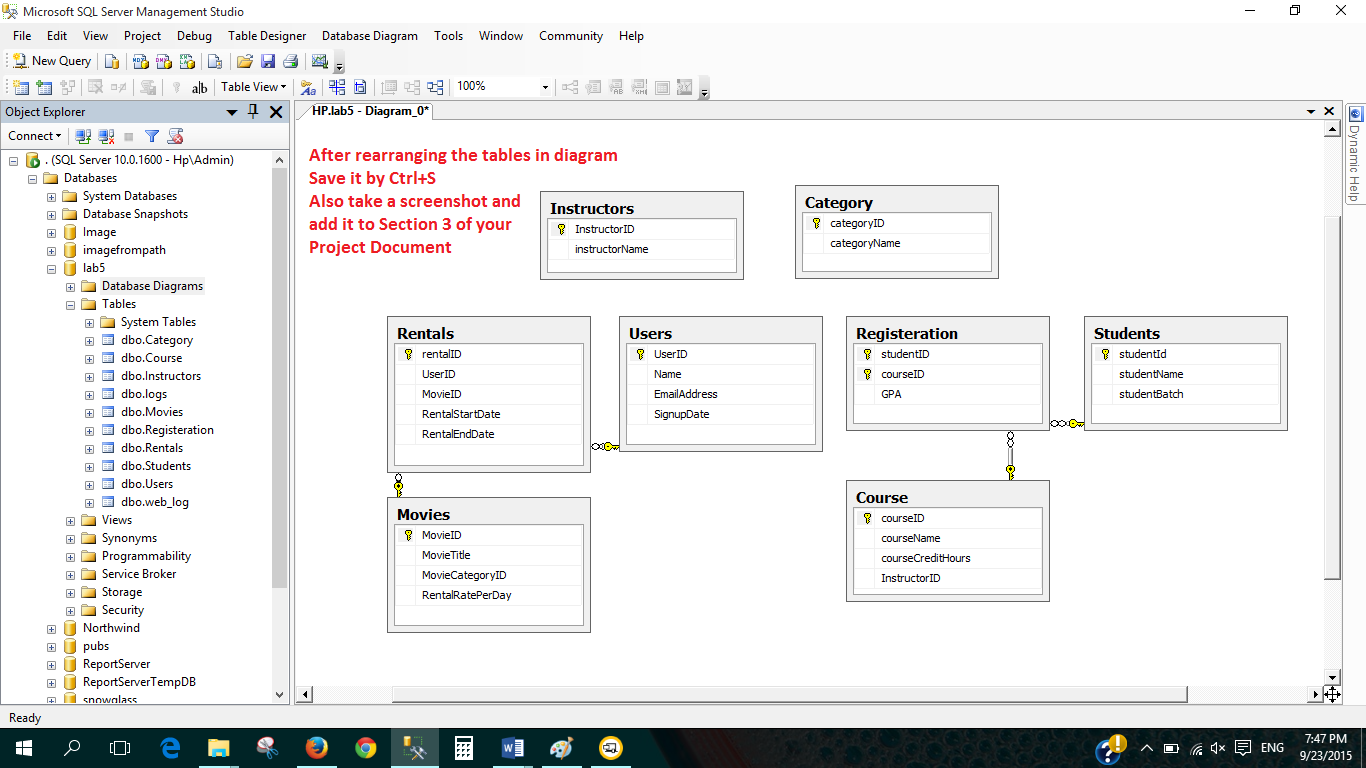 Microsoft SQL Server Management Studio
File Edit View Project Debug Table Designer Database Diagram Tools Window Community Help
New Query
ab Table View 100%
Object Explorer
Connect
. (SQL Server 10.0.1600 - Hp\Admin)
Databases
System Databases
Database Snapshots
Image
imagefrompath
lab5
Database Diagrams
Tables
System Tables
dbo.Category
dbo.Course
dbo.Instructors
dbo.logs
dbo.Movies
dbo.Registeration
dbo.Rentals
dbo.Students
dbo.Users
dbo.web_log
Views
Synonyms
Programmability
Service Broker
Storage
Security
Northwind
pubs
ReportServer
ReportServerTempDB
snowglass
HP.lab5 - Diagram_0*
After rearranging the tables in diagram
Save it by Ctrl+S
Also take a screenshot and
add it to Section 3 of your
Project Document
Instructors
InstructorID
instructorName
Category
categoryID
categoryName
Rentals
rentalID
UserID
MovieID
RentalStartDate
RentalEndDate
Users
UserID
Name
EmailAddress
SignupDate
Registeration
studentID
courseID
GPA
Students
studentId
studentName
studentBatch
Movies
MovieID
MovieTitle
MovieCategoryID
RentalRatePerDay
Course
courseID
courseName
courseCreditHours
InstructorID
Dynamic Help
Ready
ENG
7:47 PM
9/23/2015